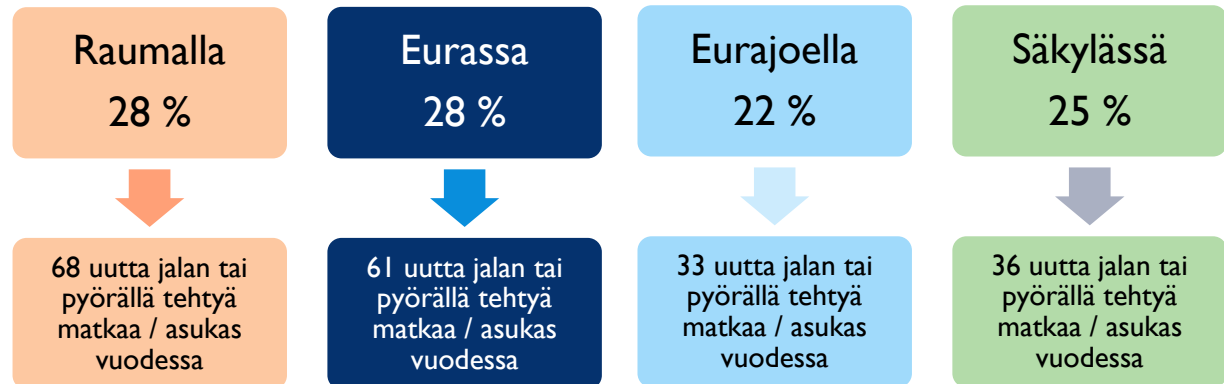 Raumalla
28 %
Eurassa
28 %
Eurajoella
22 %
Säkylässä
25 %
68 uutta jalan tai
pyörällä tehtyä
matkaa / asukas
vuodessa
61 uutta jalan tai
pyörällä tehtyä
matkaa / asukas
vuodessa
33 uutta jalan tai
pyörällä tehtyä
matkaa / asukas
vuodessa
36 uutta jalan tai
pyörällä tehtyä
matkaa / asukas
vuodessa